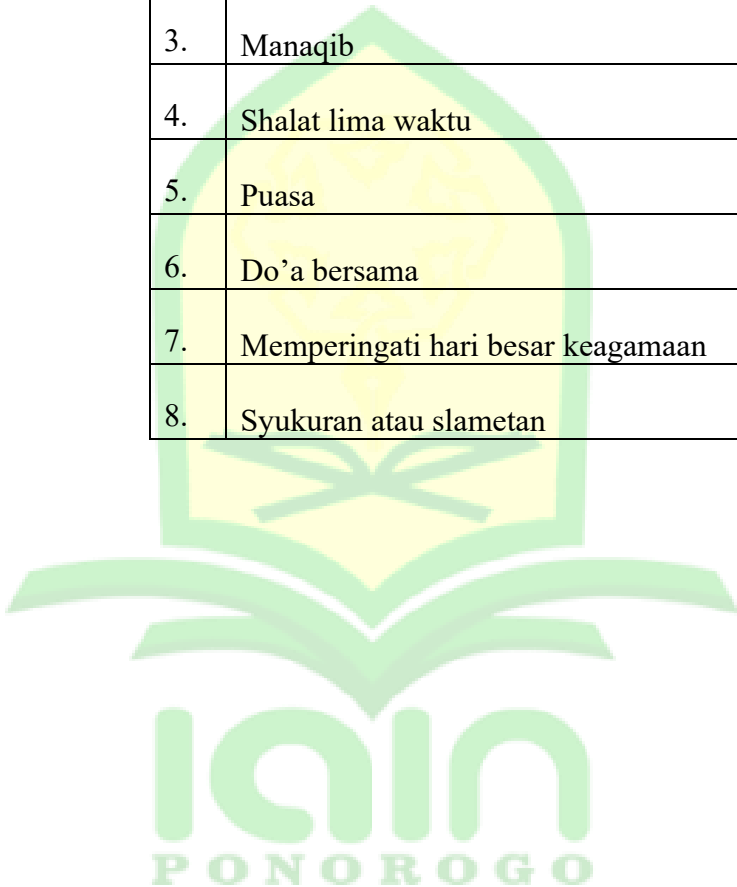 3. Manaqib
4. Shalat lima waktu
5. Puasa
6. Do’a bersama
7. Memperingati hari besar keagamaan
8. Syukuran atau slametan
iain
PONOROGO